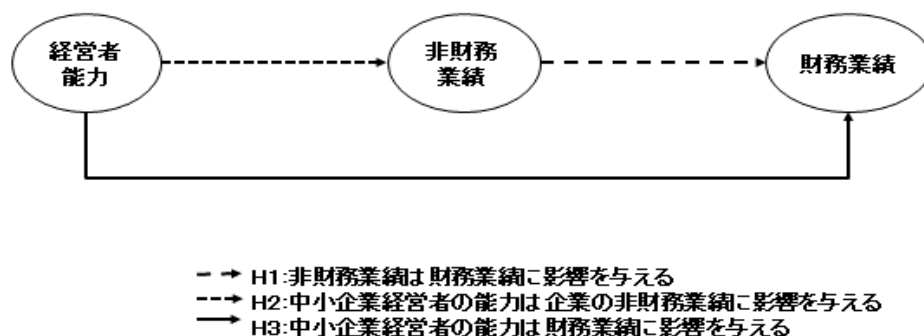 経営者
能力
非財務
業績
財務業績
H1:非財務業績は財務業績に影響を与える
H2:中小企業経営者の能力は企業の非財務業績に影響を与える
H3:中小企業経営者の能力は財務業績に影響を与える